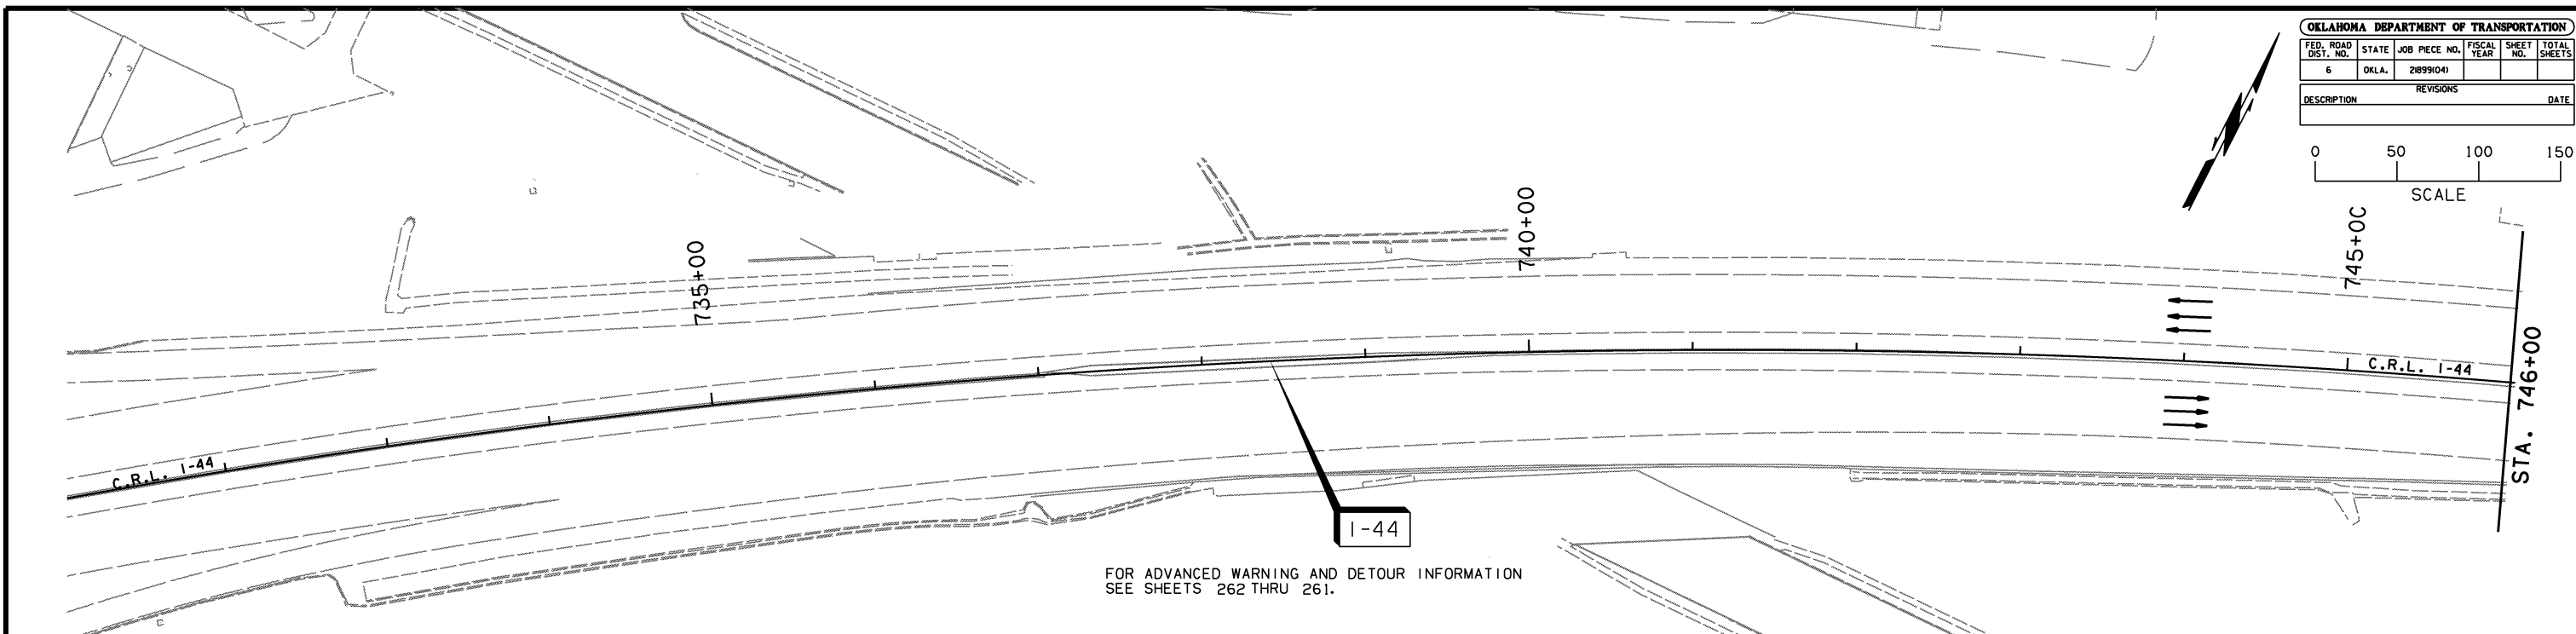 OKLAHOMA DEPARTMENT OF TRANSPORTATION
FED. ROAD DIST. NO. STATE JOB PIECE NO. FISCAL YEAR SHEET NO. TOTAL SHEETS
6 OKLA. 21899(04)
REVISIONS
DESCRIPTION DATE
0 50 100 150
SCALE
735+00
740+00
745+0C
C.R.L. I-44
C.R.L. I-44
STA. 746+00
I-44
FOR ADVANCED WARNING AND DETOUR INFORMATION
SEE SHEETS 262 THRU 261.